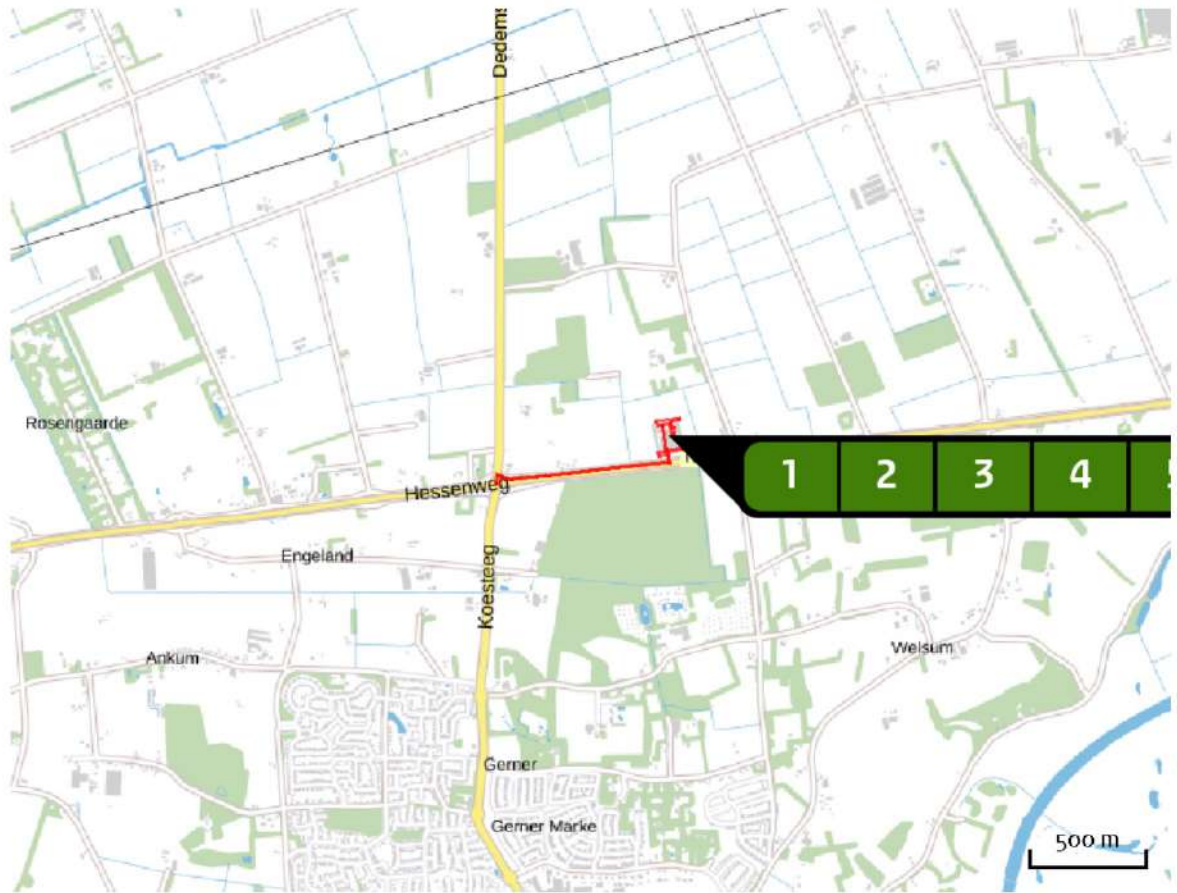 Dedems
Rosengaarde
Hessenweg
1 2 3 4
Engeland
Koesteeg
Ankum
Welsum
Gerner
Gerner Marke
500 m